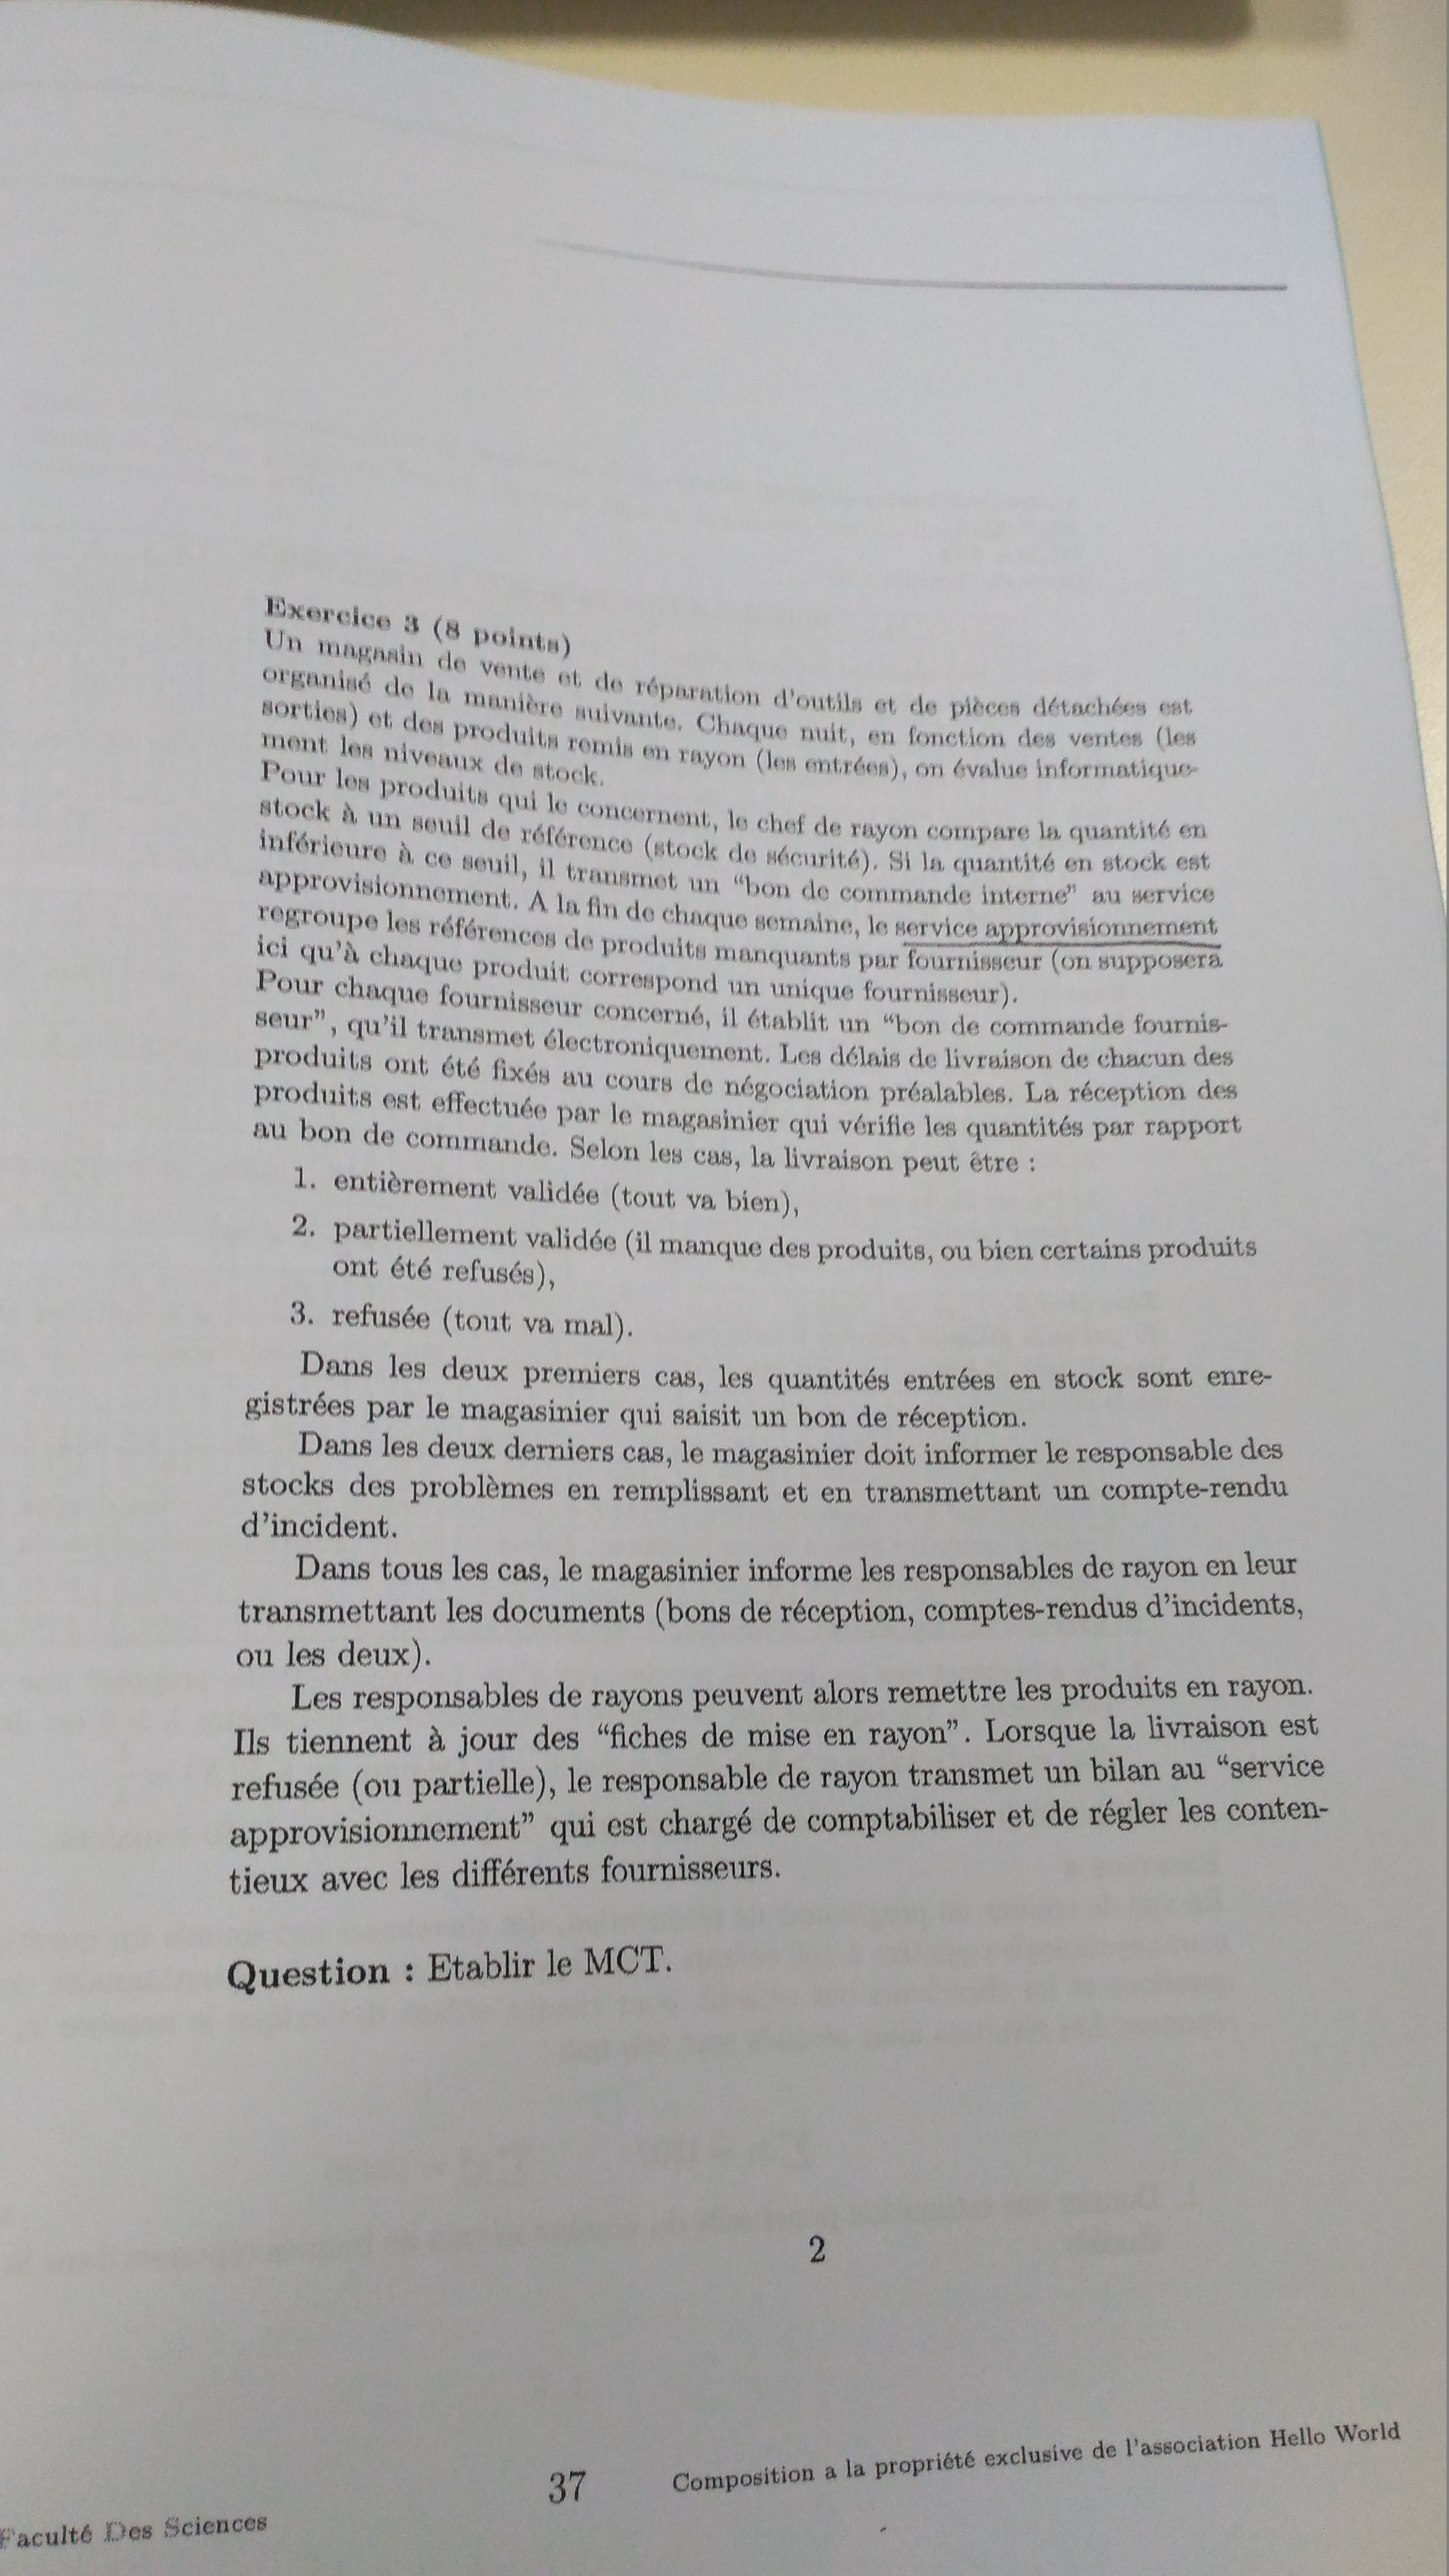 Exercice 3 (8 points)
Un magasin de vente et de réparation d'outils et de pièces détachées est
organisé de la manière suivante. Chaque nuit, en fonction des ventes (les
sorties) et des produits remis en rayon (les entrées), on évalue informatique-
ment les niveaux de stock.
Pour les produits qui le concernent, le chef de rayon compare la quantité en
stock à un seuil de référence (stock de sécurité). Si la quantité en stock est
inférieure à ce seuil, il transmet un “bon de commande interne” au service
approvisionnement. A la fin de chaque semaine, le service approvisionnement
regroupe les références de produits manquants par fournisseur (on supposera
ici qu'à chaque produit correspond un unique fournisseur).
Pour chaque fournisseur concerné, il établit un “bon de commande fournis-
seur”, qu'il transmet électroniquement. Les délais de livraison de chacun des
produits ont été fixés au cours de négociation préalables. La réception des
produits est effectuée par le magasinier qui vérifie les quantités par rapport
au bon de commande. Selon les cas, la livraison peut être :
1. entièrement validée (tout va bien),
2. partiellement validée (il manque des produits, ou bien certains produits
ont été refusés),
3. refusée (tout va mal).
Dans les deux premiers cas, les quantités entrées en stock sont enre-
gistrées par le magasinier qui saisit un bon de réception.
Dans les deux derniers cas, le magasinier doit informer le responsable des
stocks des problèmes en remplissant et en transmettant un compte-rendu
d'incident.
Dans tous les cas, le magasinier informe les responsables de rayon en leur
transmettant les documents (bons de réception, comptes-rendus d'incidents,
ou les deux).
Les responsables de rayons peuvent alors remettre les produits en rayon.
Ils tiennent à jour des “fiches de mise en rayon”. Lorsque la livraison est
refusée (ou partielle), le responsable de rayon transmet un bilan au “service
approvisionnement” qui est chargé de comptabiliser et de régler les conten-
tieux avec les différents fournisseurs.
Question : Etablir le MCT.
2
37 Composition a la propriété exclusive de l'association Hello World
Faculté Des Sciences